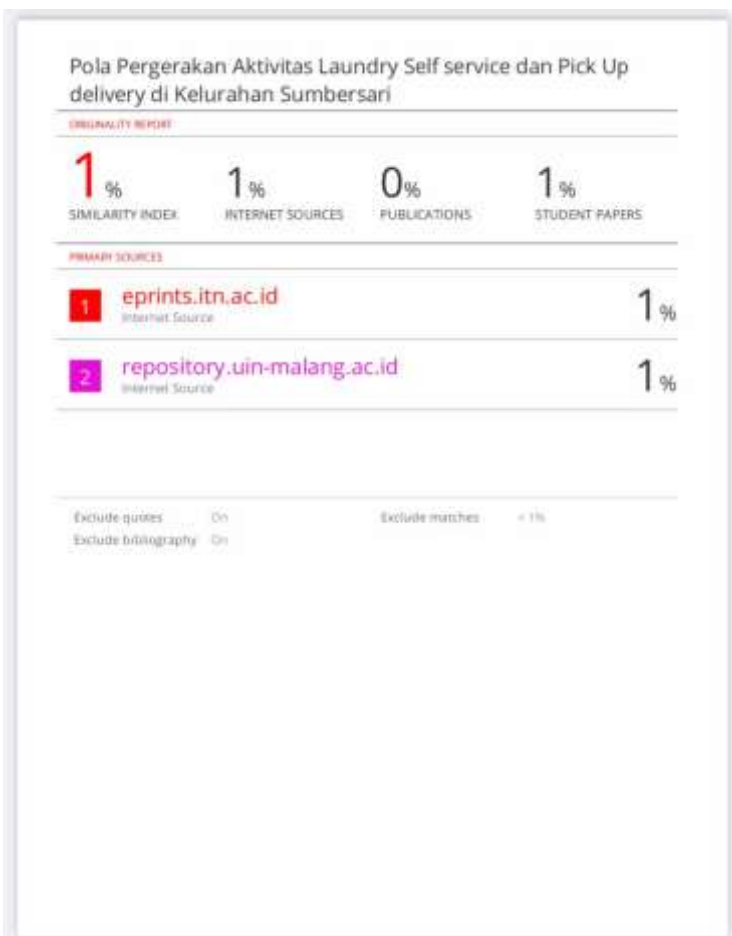 Pola Pergerakan Aktivitas Laundry Self service dan Pick Up
delivery di Kelurahan Sumbersari
ORIGINALITY REPORT
1% 1% 0% 1%
SIMILARITY INDEX INTERNET SOURCES PUBLICATIONS STUDENT PAPERS
PRIMARY SOURCES
1 eprints.itn.ac.id 1%
Internet Source
2 repository.uin-malang.ac.id 1%
Internet Source
Exclude quotes On Exclude matches < 1%
Exclude bibliography On